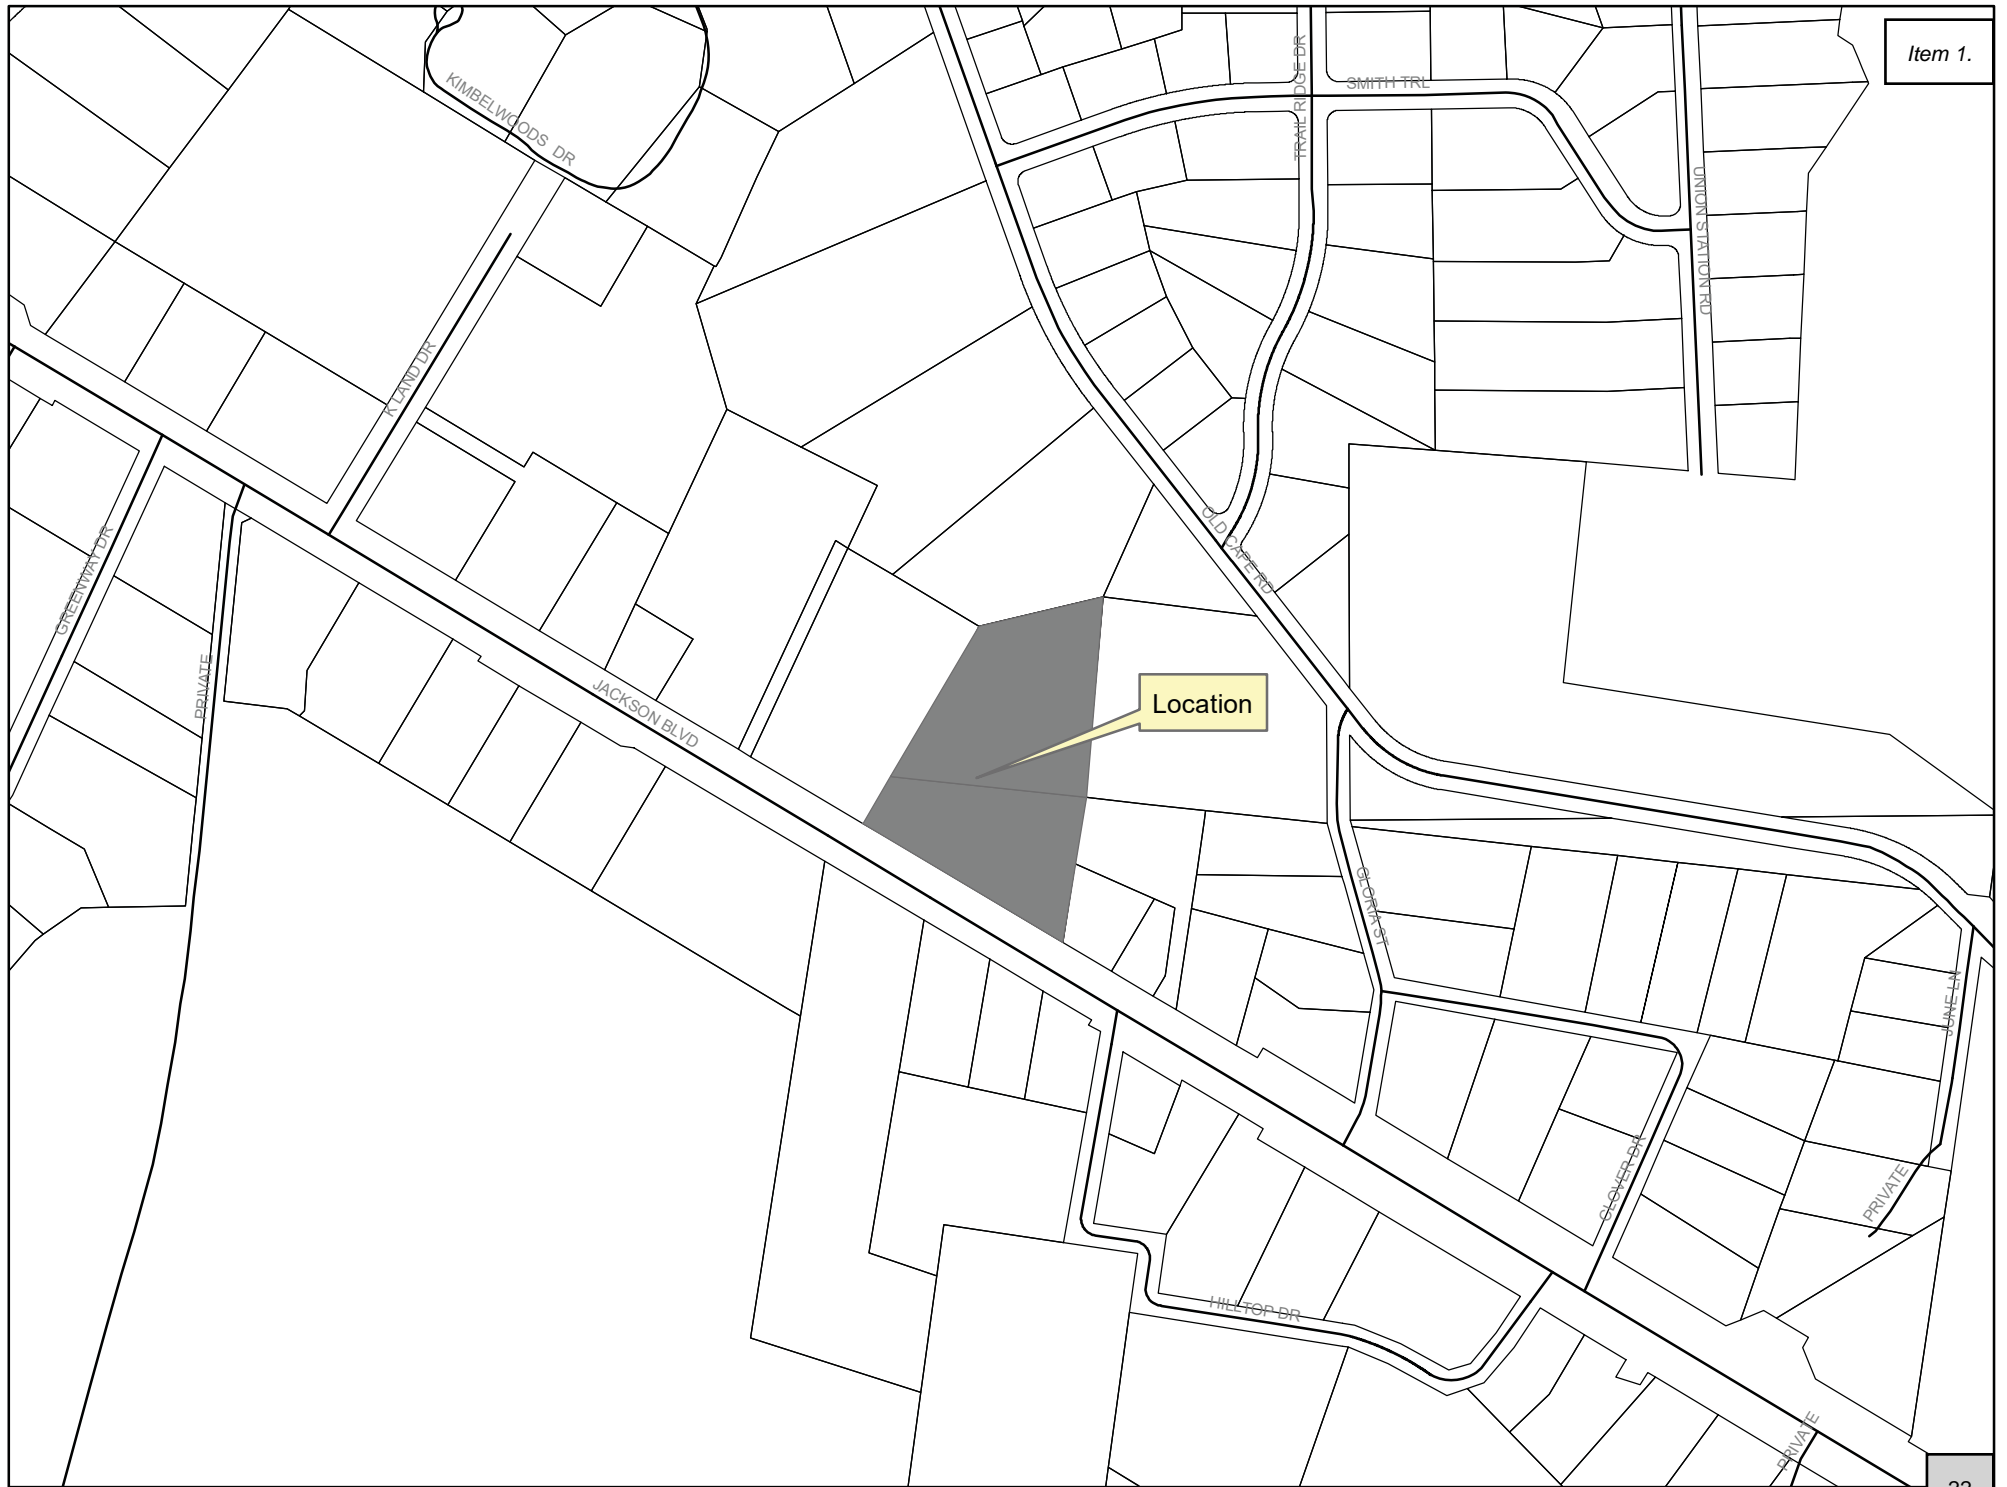 Item 1.
KIMBELWOODS DR
TRAIL RIDGE DR
SMITH TRL
UNION STATION RD
K LAND DR
GREENWAY DR
OLD CAPE RD
PRIVATE
JACKSON BLVD
Location
GLORIA ST
JUNE LN
GLOVER DR
PRIVATE
HILLTOP DR
PRIVATE